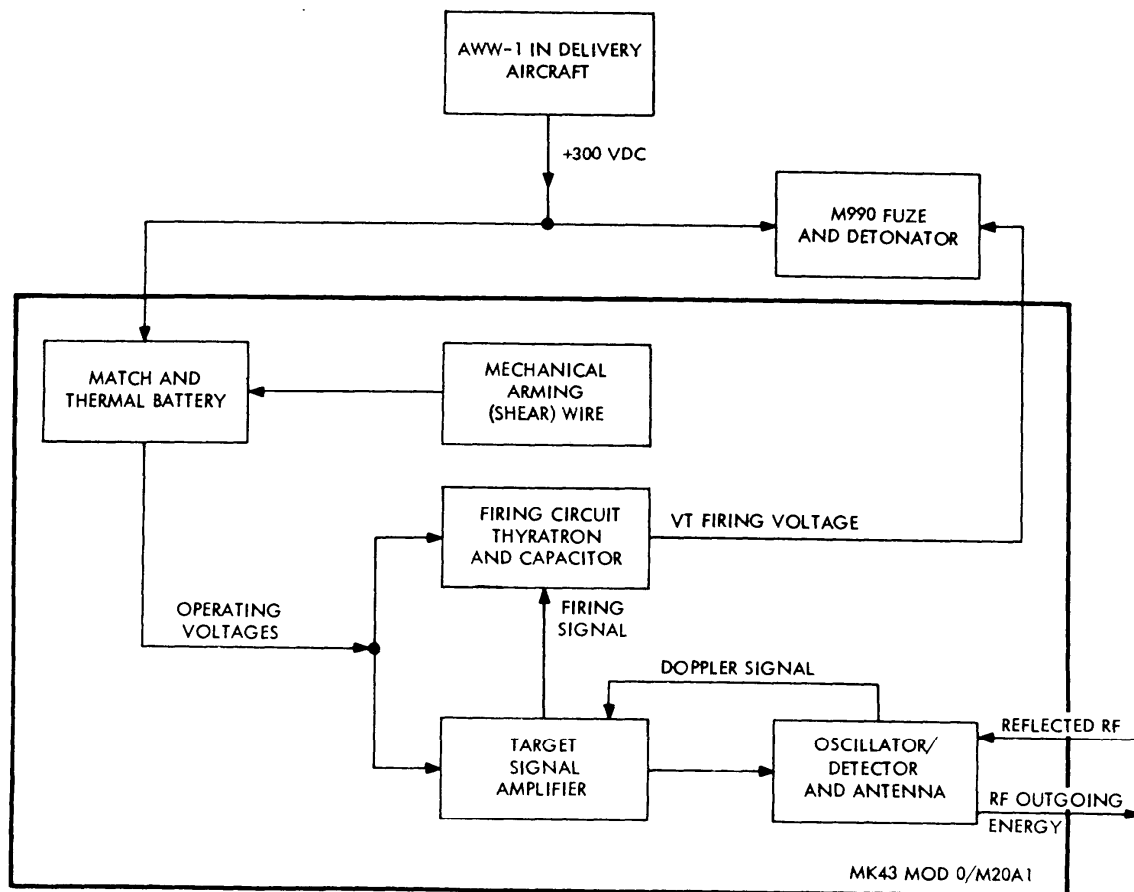 AWW-1 IN DELIVERY
AIRCRAFT
+300 VDC
M990 FUZE
AND DETONATOR
MATCH AND
THERMAL BATTERY
MECHANICAL
ARMING
(SHEAR) WIRE
FIRING CIRCUIT
THYRATRON
AND CAPACITOR
VT FIRING VOLTAGE
OPERATING
VOLTAGES
FIRING
SIGNAL
DOPPLER SIGNAL
TARGET
SIGNAL
AMPLIFIER
OSCILLATOR/
DETECTOR
AND ANTENNA
REFLECTED RF
RF OUTGOING
ENERGY
MK43 MOD 0/M20A1